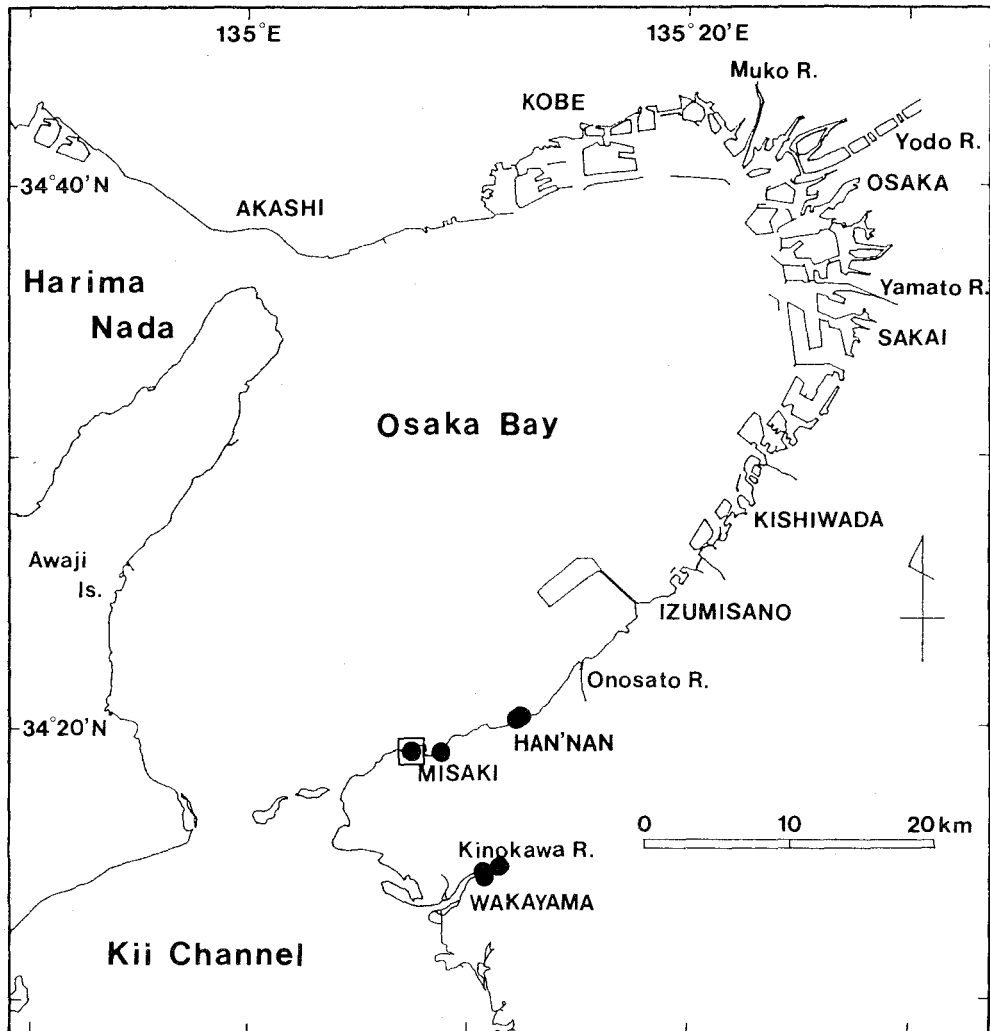 135°E
135°20'E
Muko R.
KOBE
Yodo R.
34°40'N
OSAKA
AKASHI
Harima
Nada
Yamato R.
SAKAI
Osaka Bay
KISHIWADA
Awaji
Is.
IZUMISANO
Onosato R.
34°20'N
HAN'NAN
MISAKI
0 10 20km
Kinokawa R.
WAKAYAMA
Kii Channel